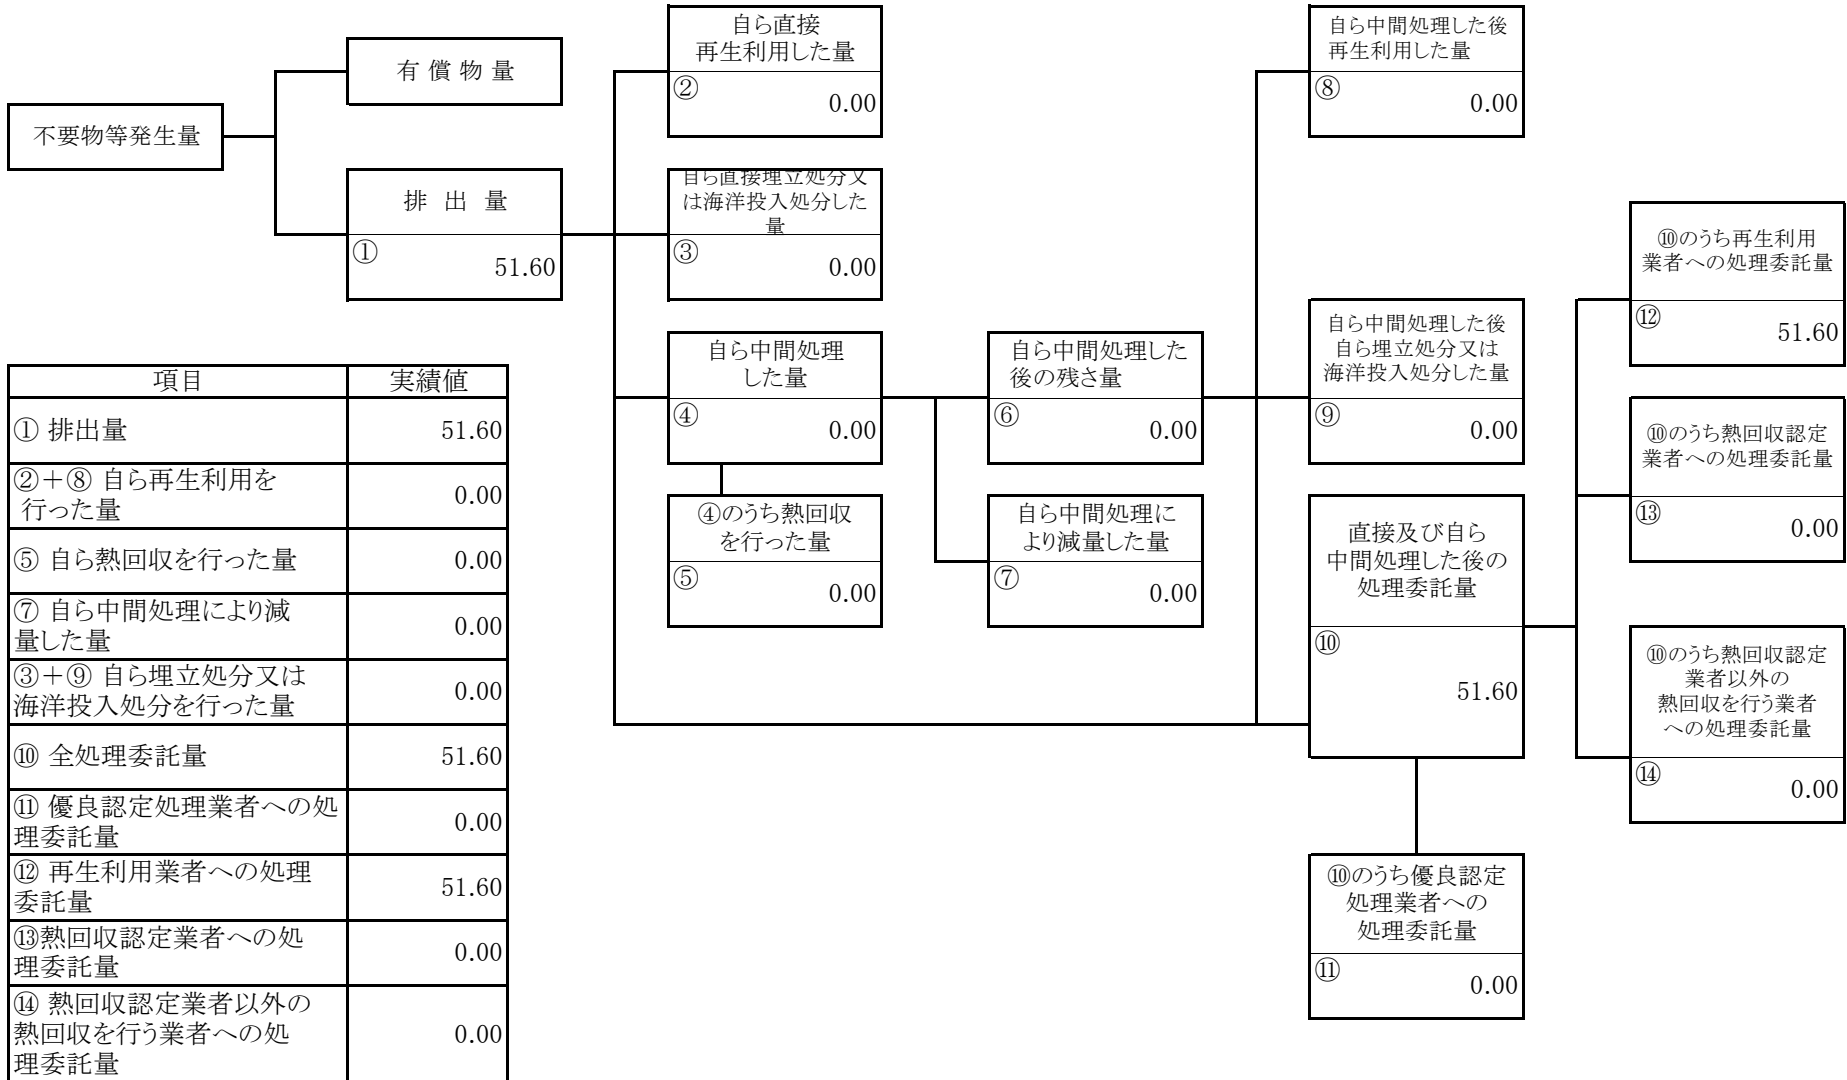 不要物等発生量
有 償 物 量
排 出 量
①
51.60
自ら直接
再生利用した量
②
0.00
自ら直接埋立処分又
は海洋投入処分した
量
③
0.00
自ら中間処理
した量
④
0.00
④のうち熱回収
を行った量
⑤
0.00
自ら中間処理した
後の残さ量
⑥
0.00
自ら中間処理に
より減量した量
⑦
0.00
自ら中間処理した後
再生利用した量
⑧
0.00
自ら中間処理した後
自ら埋立処分又は
海洋投入処分した量
⑨
0.00
直接及び自ら
中間処理した後の
処理委託量
⑩
51.60
⑩のうち優良認定
処理業者への
処理委託量
⑪
0.00
⑩のうち再生利用
業者への処理委託量
⑫
51.60
⑩のうち熱回収認定
業者への処理委託量
⑬
0.00
⑩のうち熱回収認定
業者以外の
熱回収を行う業者
への処理委託量
⑭
0.00
項目 実績値
① 排出量 51.60
②＋⑧ 自ら再生利用を
行った量
0.00
⑤ 自ら熱回収を行った量 0.00
⑦ 自ら中間処理により減
量した量
0.00
③＋⑨ 自ら埋立処分又は
海洋投入処分を行った量
0.00
⑩ 全処理委託量 51.60
⑪ 優良認定処理業者への処
理委託量
0.00
⑫ 再生利用業者への処理
委託量
51.60
⑬熱回収認定業者への処
理委託量
0.00
⑭ 熱回収認定業者以外の
熱回収を行う業者への処
理委託量
0.00